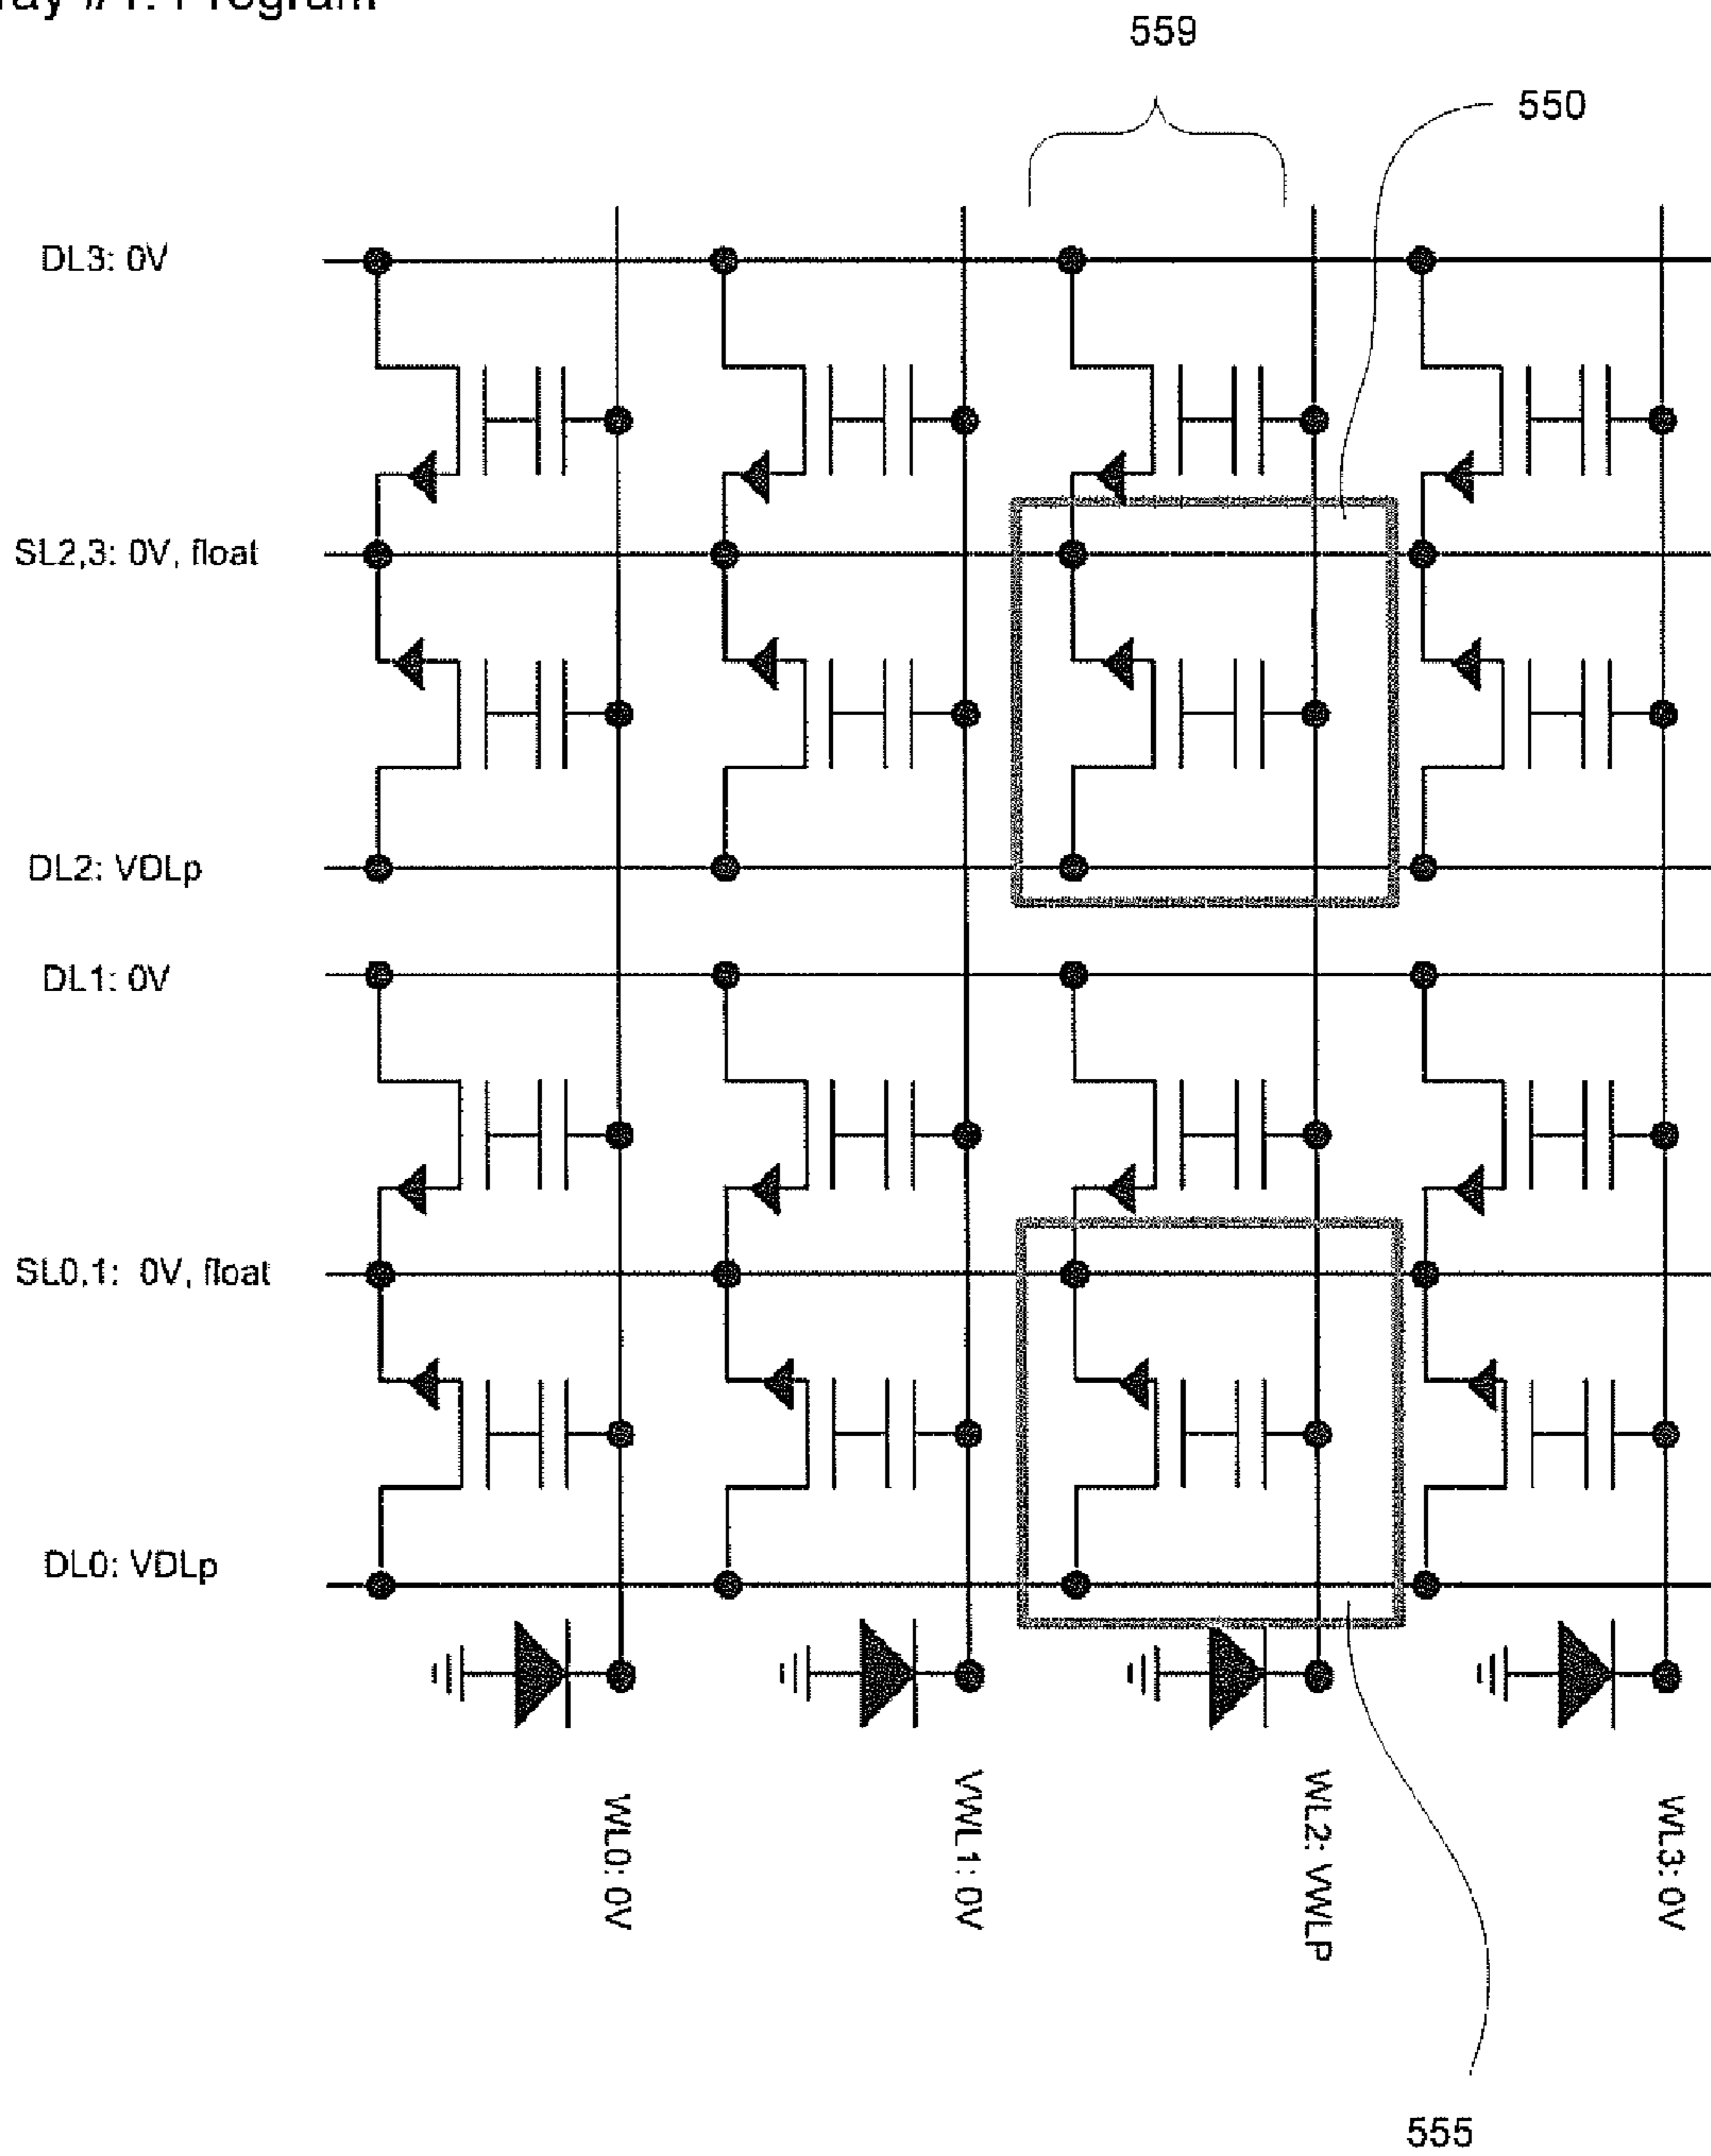 559
550
DL3: 0V
SL2,3: 0V, float
DL2: VDLp
DL1: 0V
SL0,1: 0V, float
DL0: VDLp
WL0: 0V
VWL1: 0V
WL2: VWLP
WL3: 0V
555